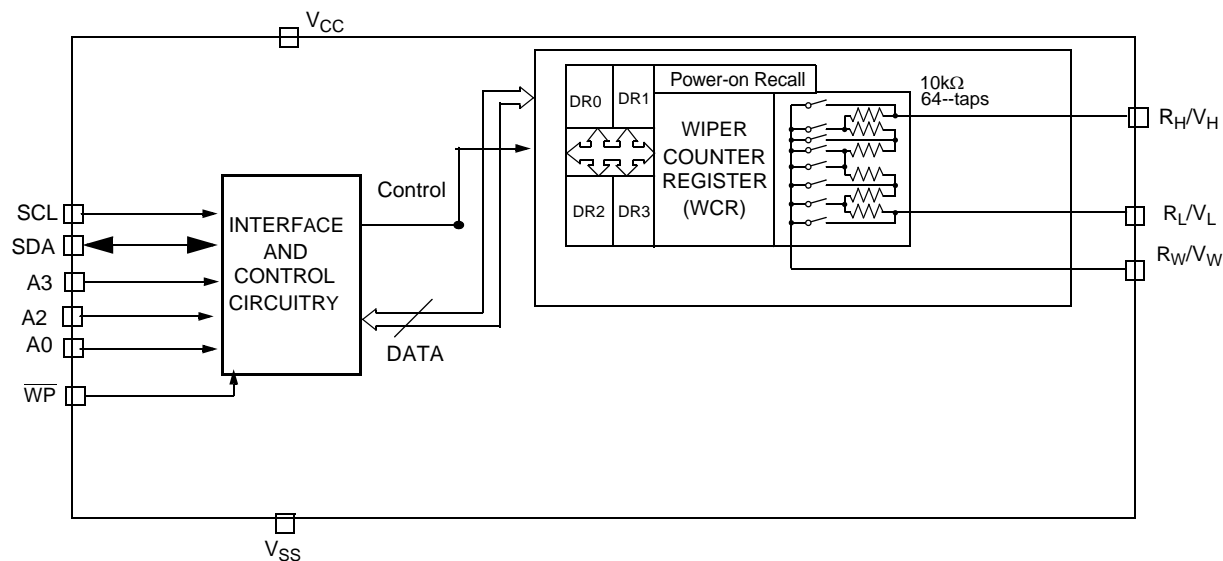 VCC
DR0
DR1
Power-on Recall
10kΩ
64--taps
RH/VH
WIPER
COUNTER
REGISTER
(WCR)
DR2
DR3
Control
SCL
SDA
A3
A2
A0
WP
INTERFACE
AND
CONTROL
CIRCUITRY
DATA
RL/VL
RW/VW
VSS